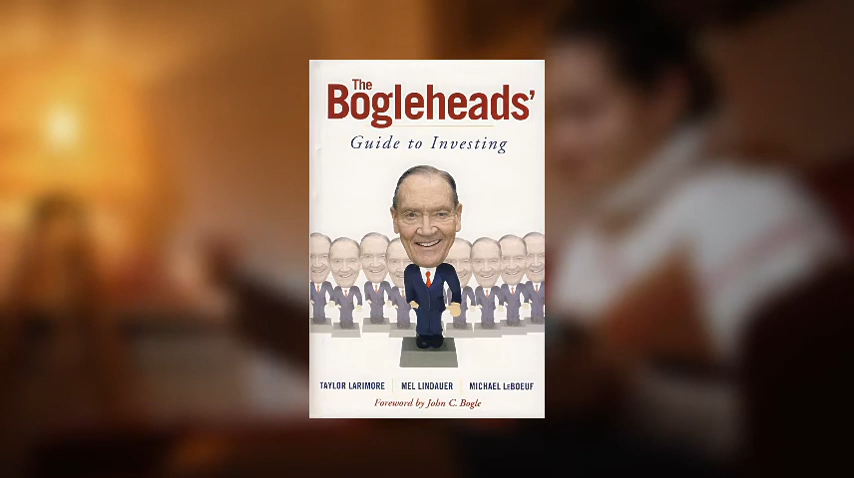 The
Bogleheads'
Guide to Investing
TAYLOR LARIMORE MEL LINDAUER MICHAEL LEBOEUF
Foreword by John C. Bogle